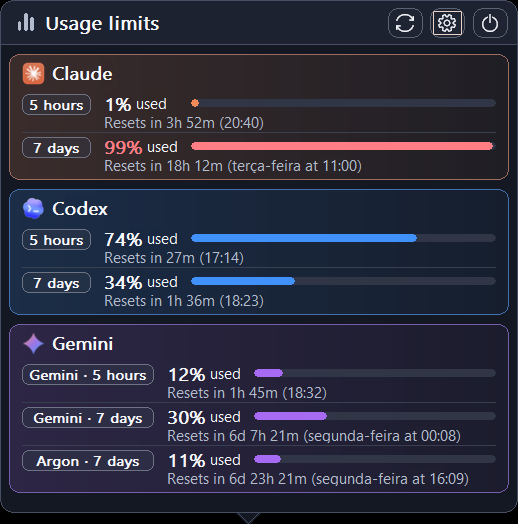 Usage limits
Claude
5 hours 1% used
Resets in 3h 52m (20:40)
7 days 99% used
Resets in 18h 12m (terça-feira at 11:00)
Codex
5 hours 74% used
Resets in 27m (17:14)
7 days 34% used
Resets in 1h 36m (18:23)
Gemini
Gemini · 5 hours 12% used
Resets in 1h 45m (18:32)
Gemini · 7 days 30% used
Resets in 6d 7h 21m (segunda-feira at 00:08)
Argon · 7 days 11% used
Resets in 6d 23h 21m (segunda-feira at 16:09)